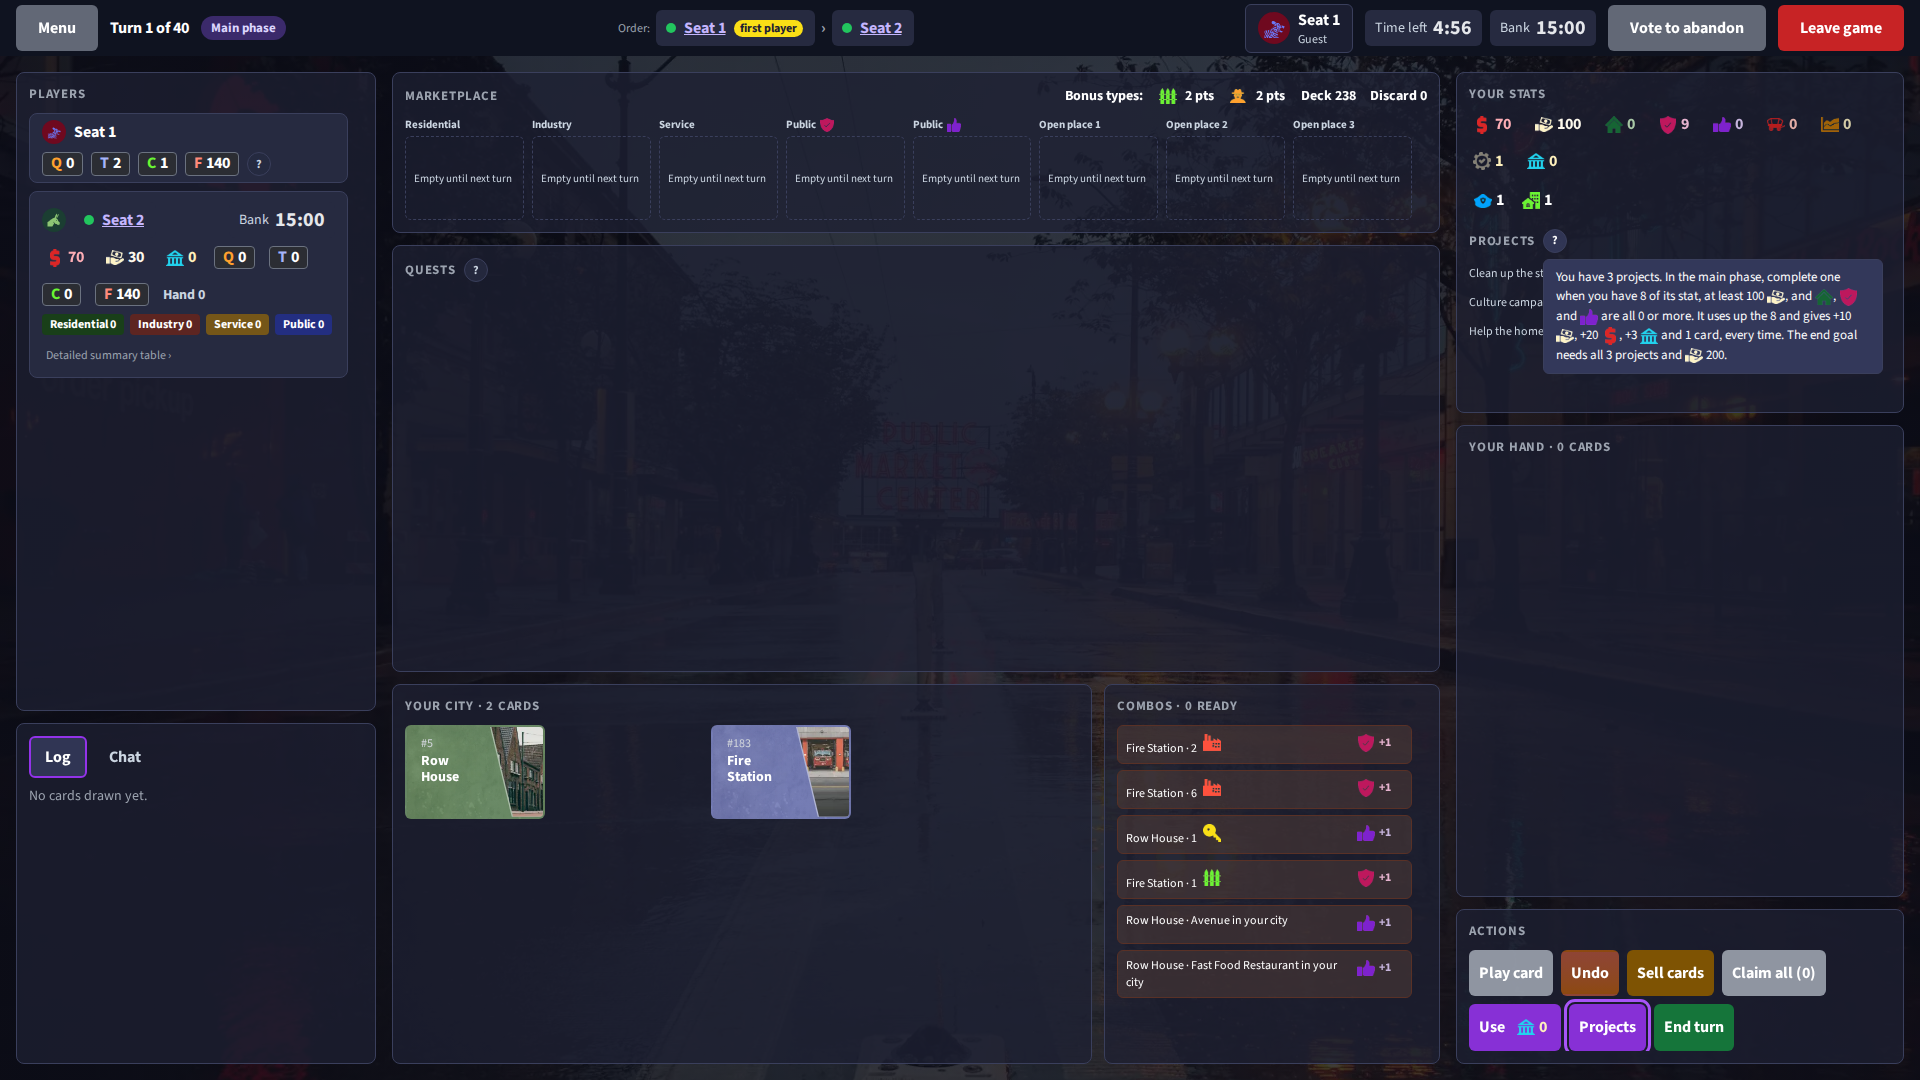 Menu
Turn 1 of 40
Main phase
Order:
Seat 1
first player
›
Seat 2
Seat 1
Guest
Time left 4:56
Bank 15:00
Vote to abandon
Leave game
PLAYERS
Seat 1
Q 0
T 2
C 1
F 140
?
Seat 2
Bank 15:00
70
30
0
Q 0
T 0
C 0
F 140
Hand 0
Residential 0
Industry 0
Service 0
Public 0
Detailed summary table ›
Log
Chat
No cards drawn yet.
MARKETPLACE
Bonus types:
2 pts
2 pts
Deck 238
Discard 0
Residential
Industry
Service
Public
Public
Open place 1
Open place 2
Open place 3
Empty until next turn
Empty until next turn
Empty until next turn
Empty until next turn
Empty until next turn
Empty until next turn
Empty until next turn
Empty until next turn
QUESTS
?
YOUR CITY · 2 CARDS
#5
Row
House
#183
Fire
Station
COMBOS · 0 READY
Fire Station · 2
+1
Fire Station · 6
+1
Row House · 1
+1
Fire Station · 1
+1
Row House · Avenue in your city
+1
Row House · Fast Food Restaurant in your
city
+1
YOUR STATS
70
100
0
9
0
0
0
1
0
1
1
PROJECTS
?
Clean up the st
Culture campa
Help the home
You have 3 projects. In the main phase, complete one
when you have 8 of its stat, at least 100 , and ,
and are all 0 or more. It uses up the 8 and gives +10
, +20 , +3 and 1 card, every time. The end goal
needs all 3 projects and 200.
YOUR HAND · 0 CARDS
ACTIONS
Play card
Undo
Sell cards
Claim all (0)
Use 0
Projects
End turn